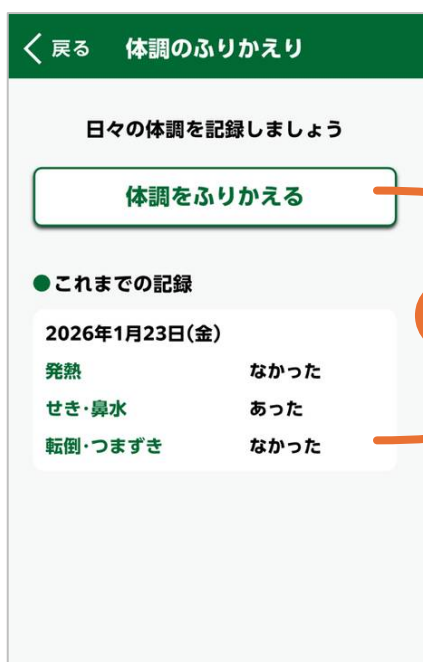 戻る 体調のふりかえり
日々の体調を記録しましょう
体調をふりかえる
●これまでの記録
2026年1月23日(金)
発熱 なかった
せき・鼻水 あった
転倒・つまずき なかった